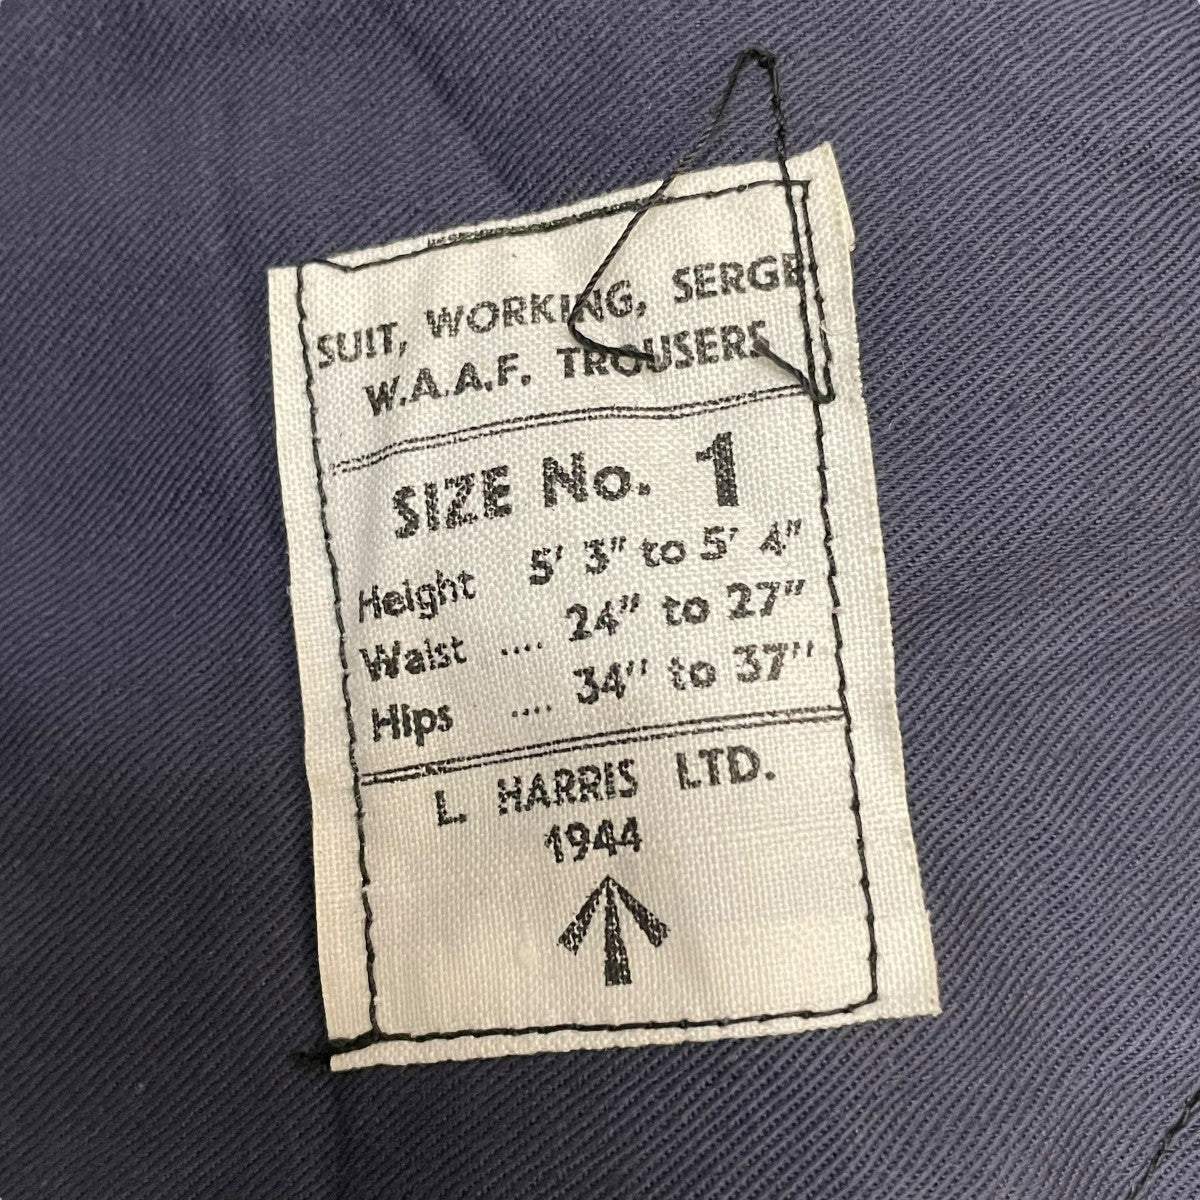 SUIT, WORKING, SERGE
W.A.A.F. TROUSERS
SIZE No. 1
Height 5' 3" to 5' 4"
Waist .... 24" to 27"
Hips .... 34" to 37"
L. HARRIS LTD.
1944